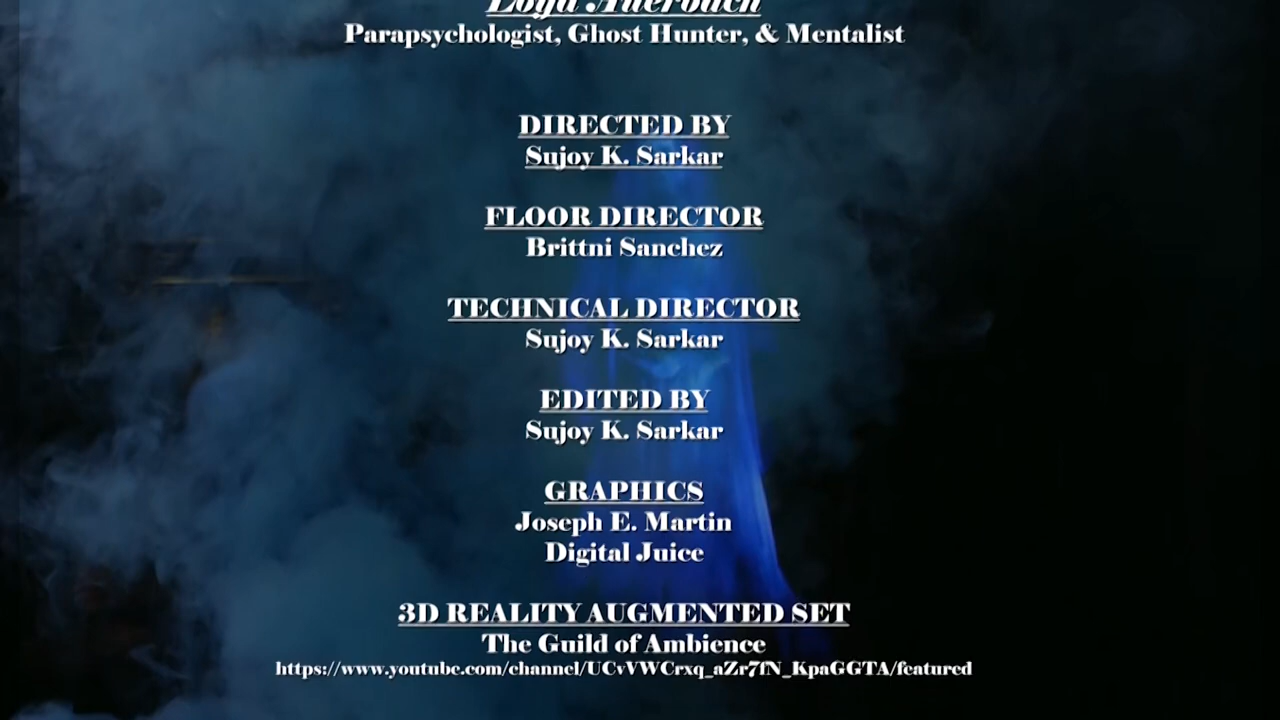 Parapsychologist, Ghost Hunter, & Mentalist
DIRECTED BY
Sujoy K. Sarkar
FLOOR DIRECTOR
Brittni Sanchez
TECHNICAL DIRECTOR
Sujoy K. Sarkar
EDITED BY
Sujoy K. Sarkar
GRAPHICS
Joseph E. Martin
Digital Juice
3D REALITY AUGMENTED SET
The Guild of Ambience
https://www.youtube.com/channel/UCvVWCrxq_aZr7fN_KpaGGTA/featured